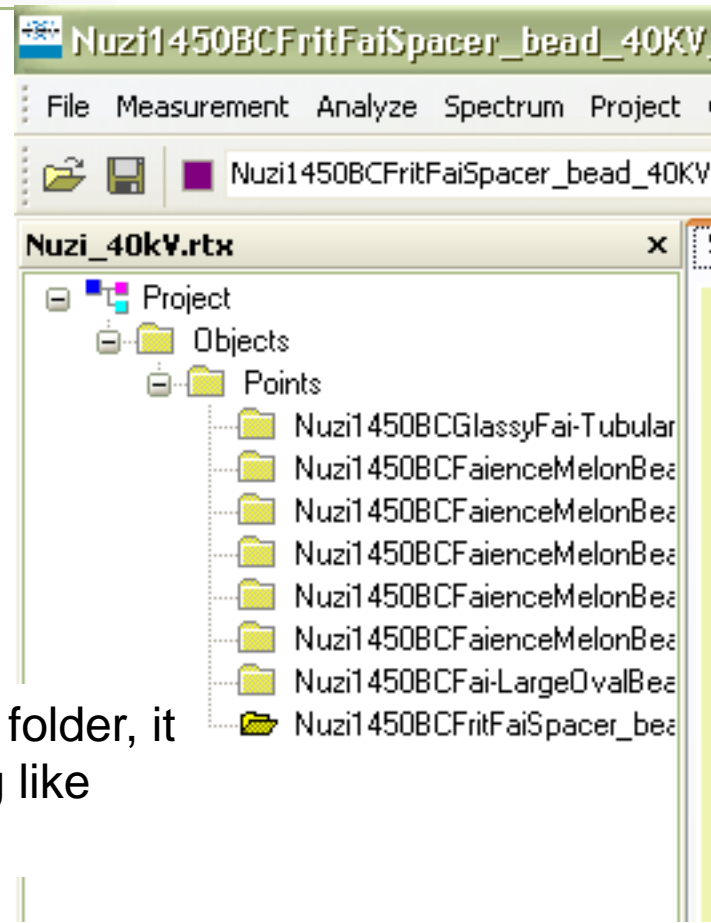 Nuzi1450BCFritFaiSpacer_bead_40KV_
File Measurement Analyze Spectrum Project
Nuzi1450BCFritFaiSpacer_bead_40KV
Nuzi_40kV.rtx x
Project
Objects
Points
Nuzi1450BCGlassyFai-Tubular
Nuzi1450BCFaienceMelonBea
Nuzi1450BCFaienceMelonBea
Nuzi1450BCFaienceMelonBea
Nuzi1450BCFaienceMelonBea
Nuzi1450BCFaienceMelonBea
Nuzi1450BCFai-LargeOvalBea
folder, it
Nuzi1450BCFritFaiSpacer_bea
like